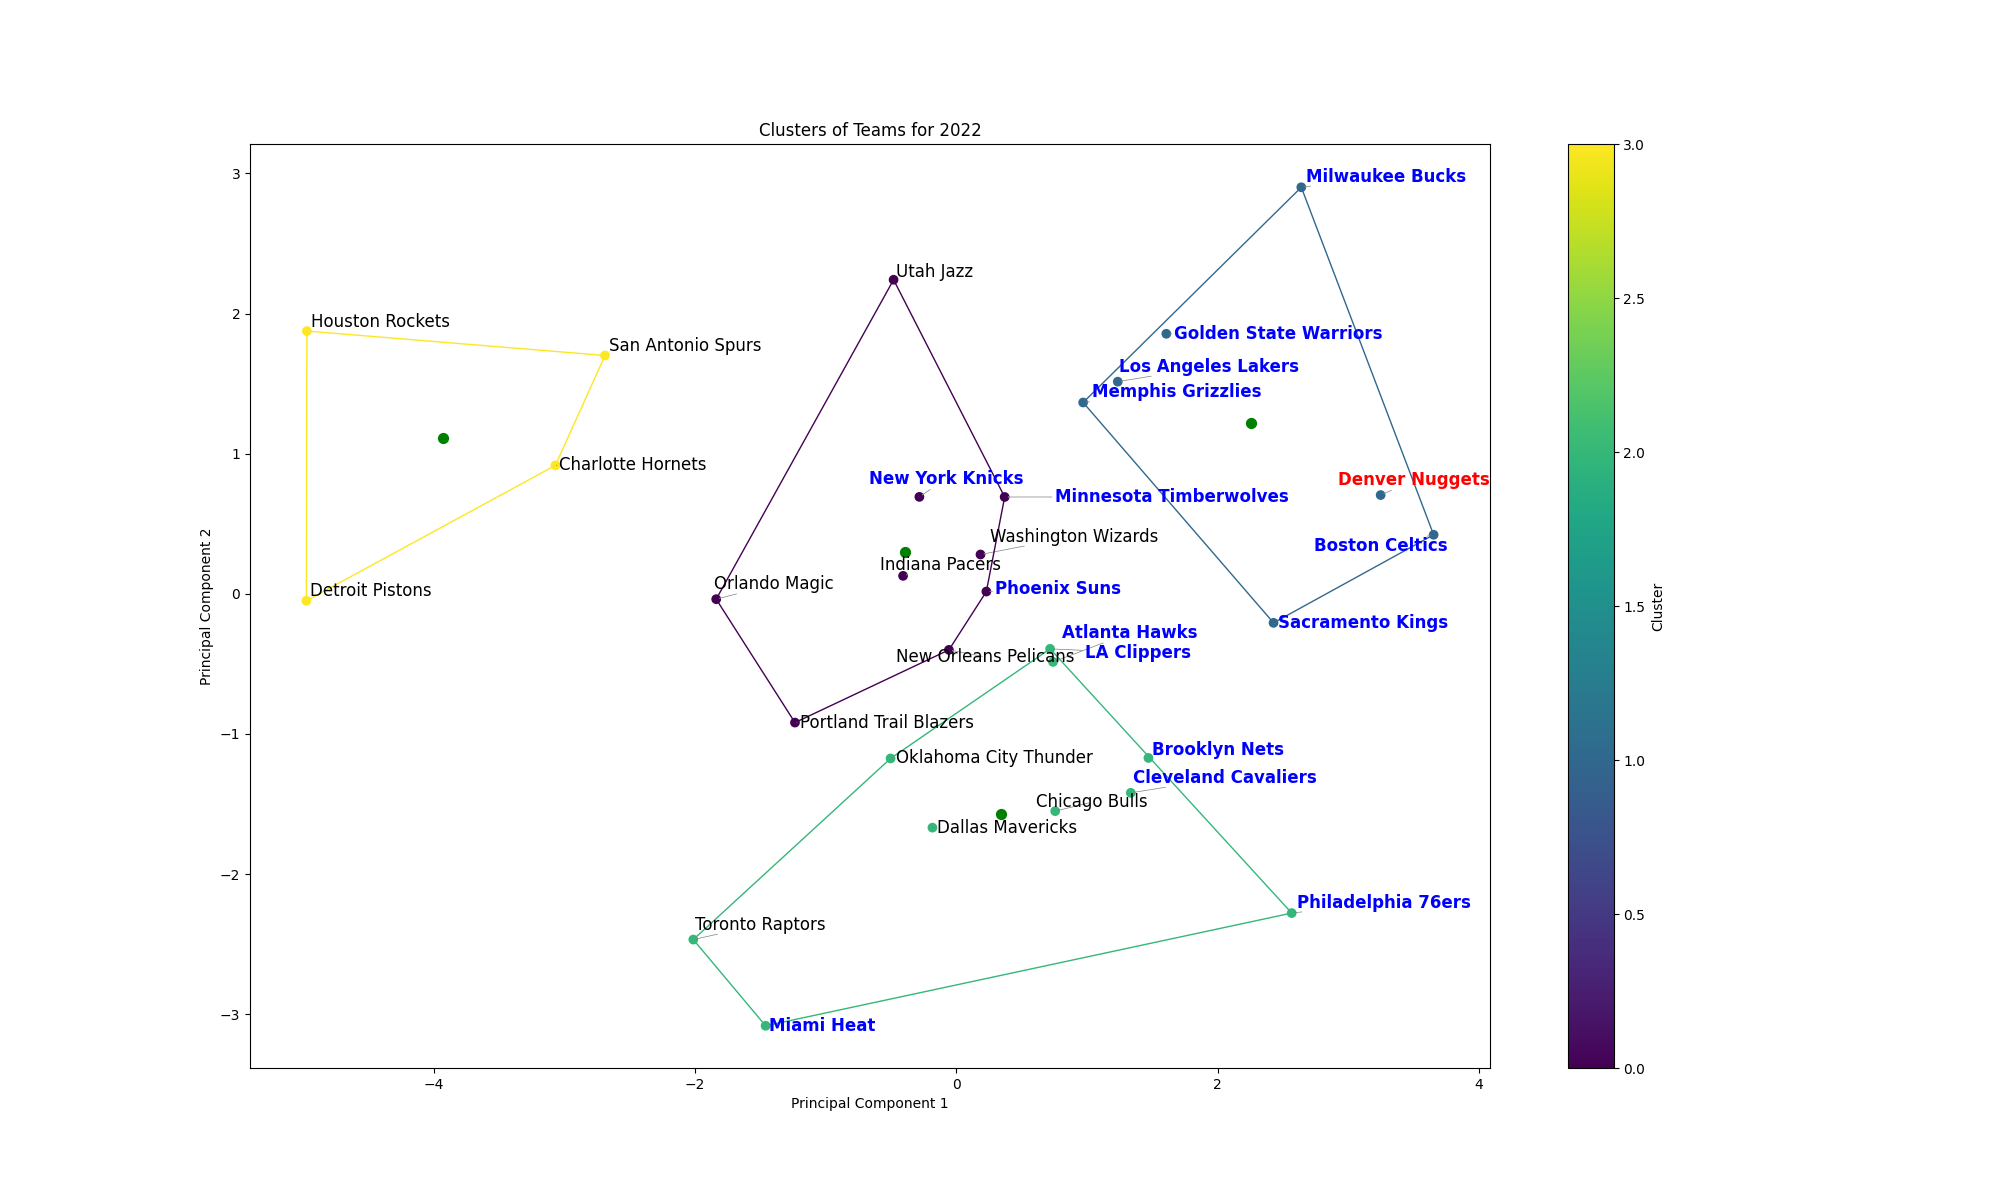 Clusters of Teams for 2022
Milwaukee Bucks
Utah Jazz
Houston Rockets
San Antonio Spurs
Golden State Warriors
Los Angeles Lakers
Memphis Grizzlies
Charlotte Hornets
New York Knicks
Denver Nuggets
Minnesota Timberwolves
Washington Wizards
Boston Celtics
Indiana Pacers
Orlando Magic
Detroit Pistons
Phoenix Suns
Sacramento Kings
Atlanta Hawks
LA Clippers
New Orleans Pelicans
Portland Trail Blazers
Brooklyn Nets
Oklahoma City Thunder
Cleveland Cavaliers
Chicago Bulls
Dallas Mavericks
Philadelphia 76ers
Toronto Raptors
Miami Heat
3
2
1
0
−1
−2
−3
Principal Component 2
−4
−2
0
2
4
Principal Component 1
3.0
2.5
2.0
1.5
1.0
0.5
0.0
Cluster